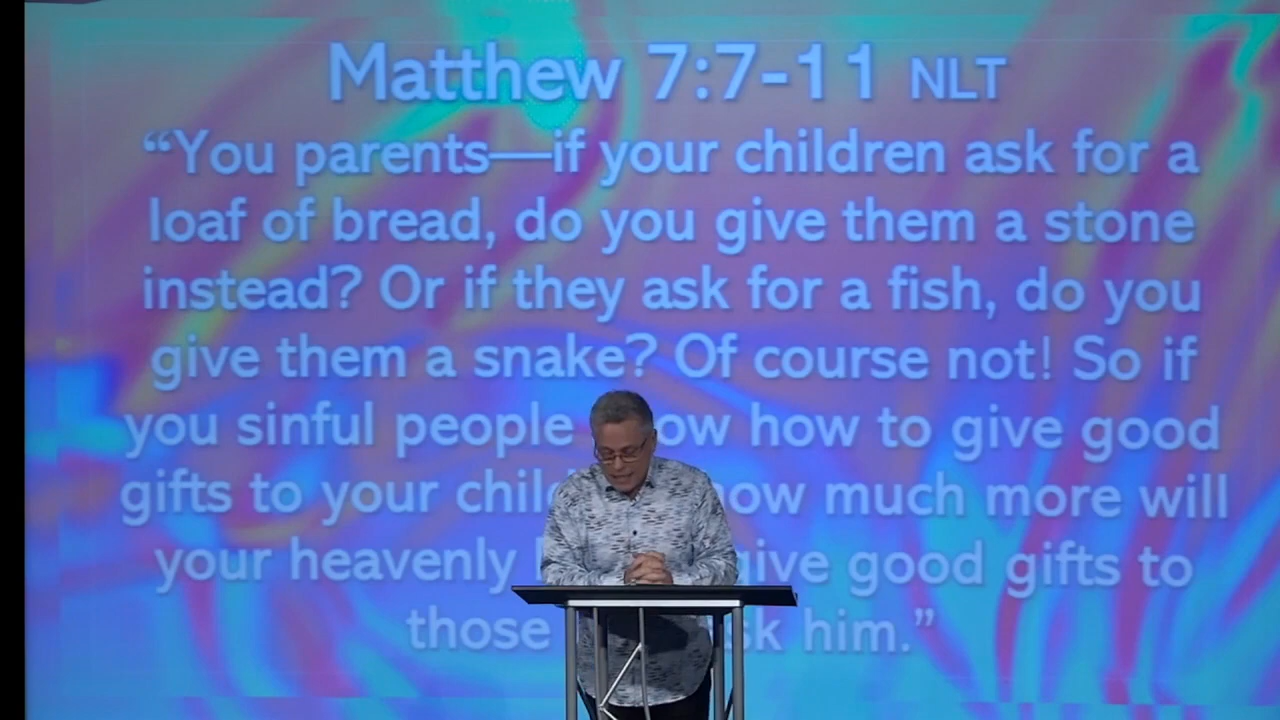 Matthew 7:7-11 NLT
“You parents—if your children ask for a
loaf of bread, do you give them a stone
instead? Or if they ask for a fish, do you
give them a snake? Of course not! So if
you sinful people how to give good
gifts to your how much more will
your heavenly give good gifts to
those him.”